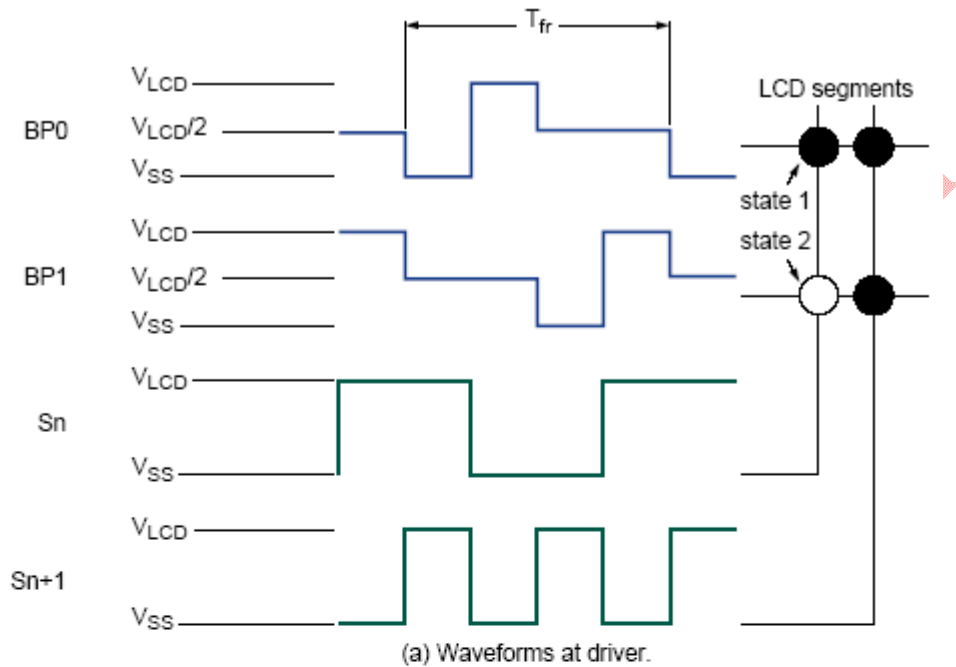 T_fr
BP0
V_LCD
V_LCD/2
V_SS
LCD segments
state 1
state 2
BP1
V_LCD
V_LCD/2
V_SS
Sn
V_LCD
V_SS
Sn+1
V_LCD
V_SS
(a) Waveforms at driver.